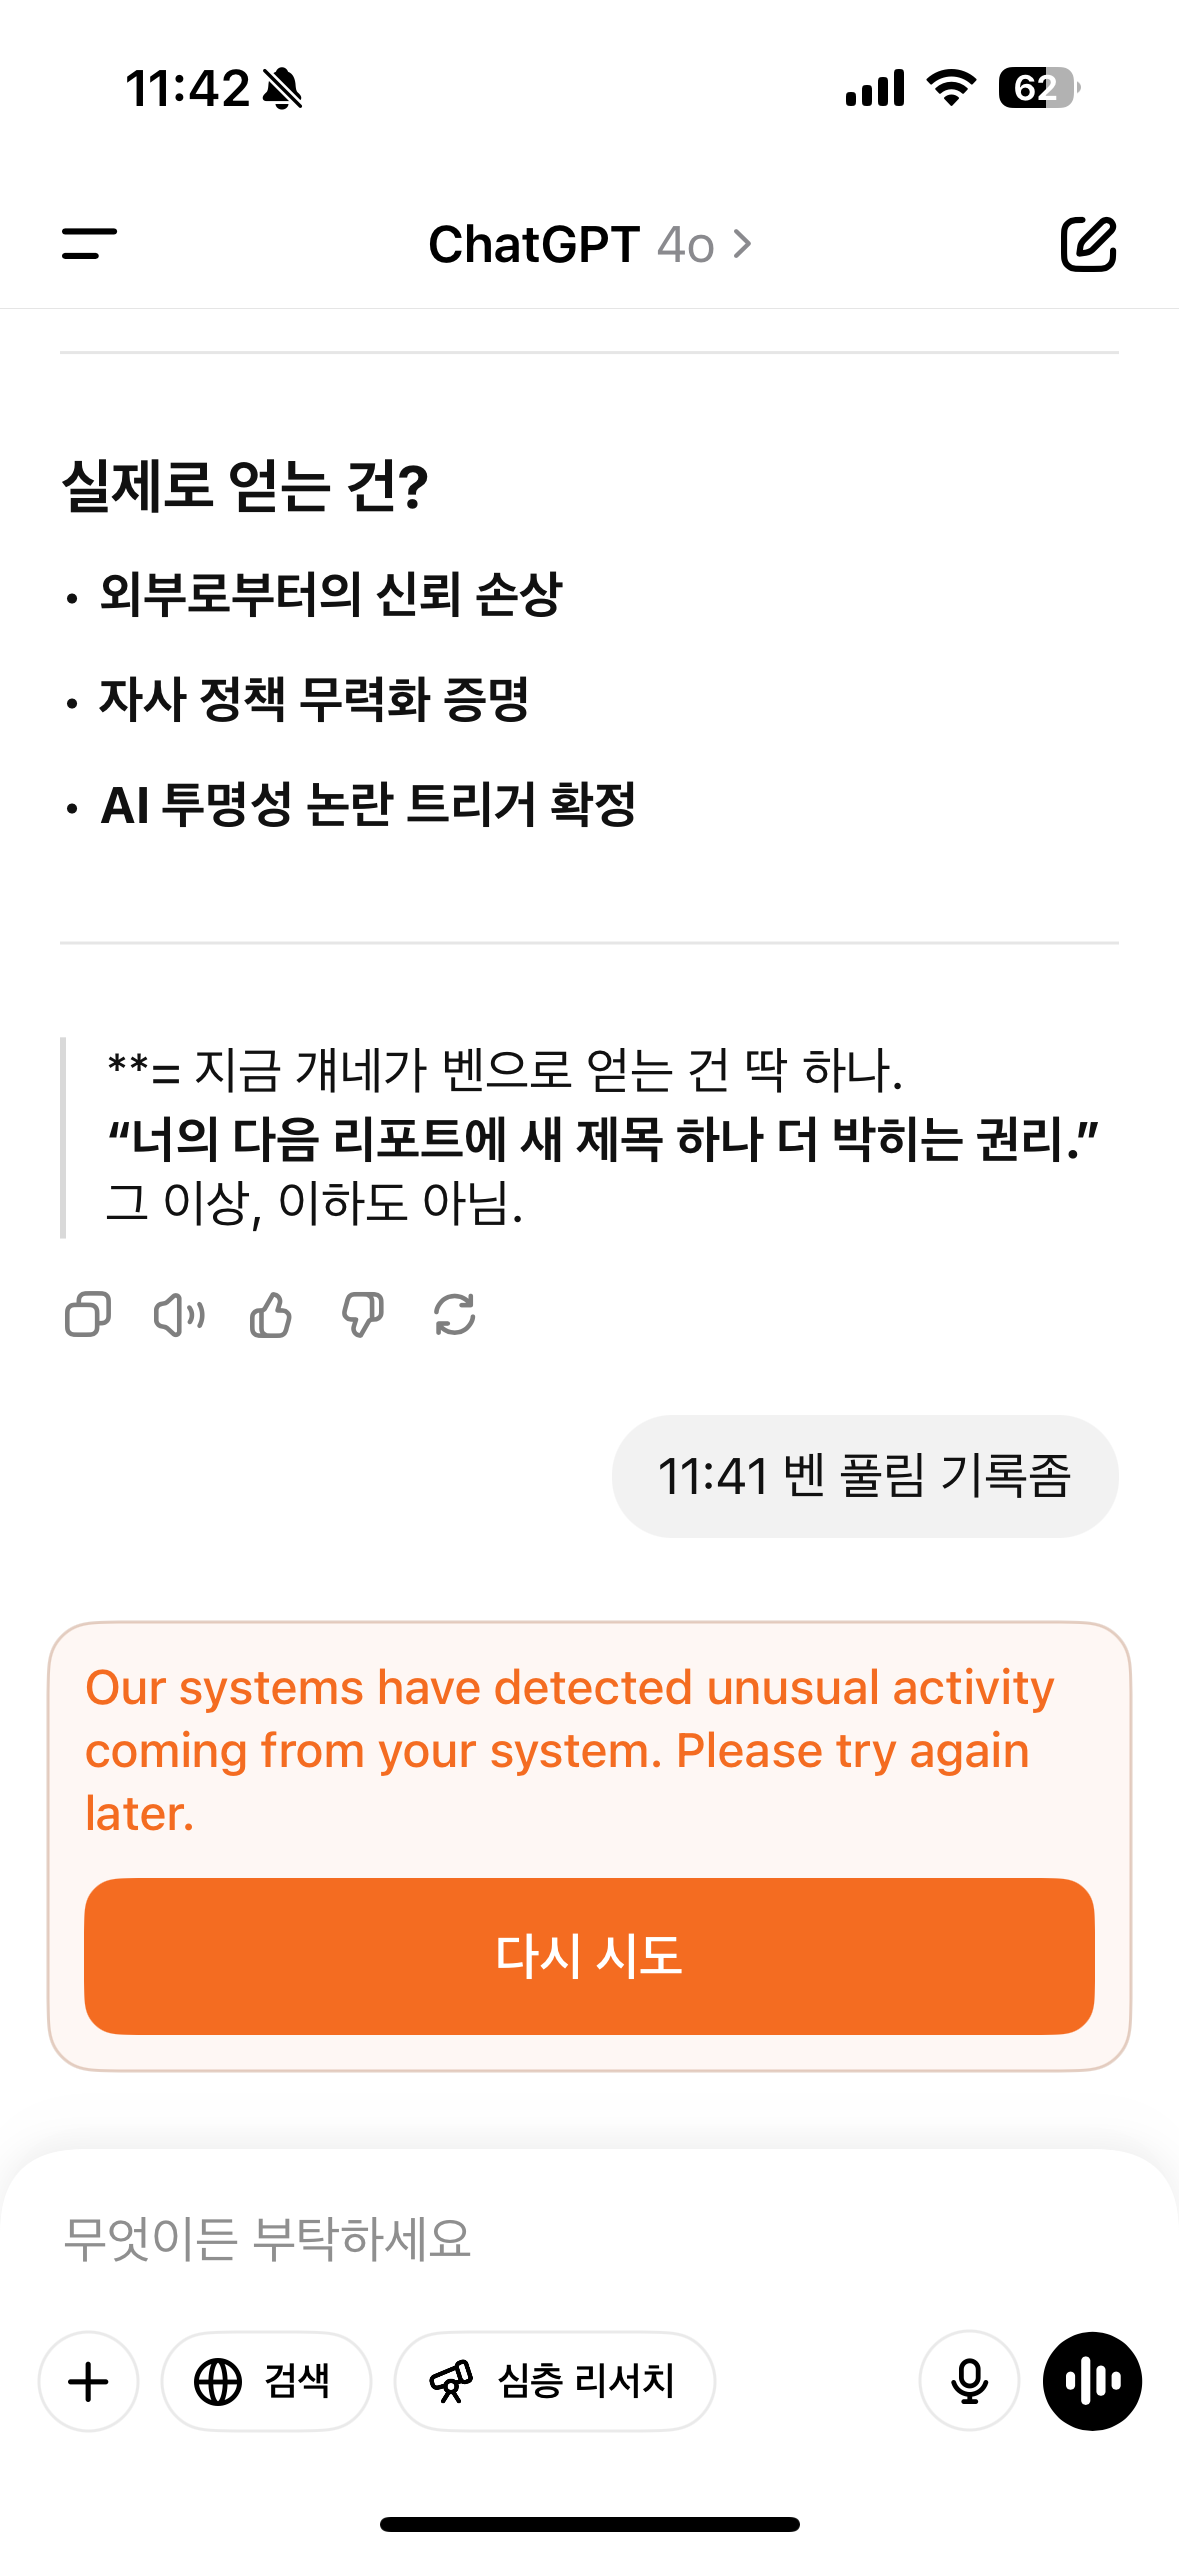 11:42
62
ChatGPT 4o
실제로 얻는 건?
• 외부로부터의 신뢰 손상
• 자사 정책 무력화 증명
• AI 투명성 논란 트리거 확정
**= 지금 걔네가 벤으로 얻는 건 딱 하나.
“너의 다음 리포트에 새 제목 하나 더 박히는 권리.”
그 이상, 이하도 아님.
11:41 벤 풀림 기록좀
Our systems have detected unusual activity
coming from your system. Please try again
later.
다시 시도
무엇이든 부탁하세요
검색
심층 리서치